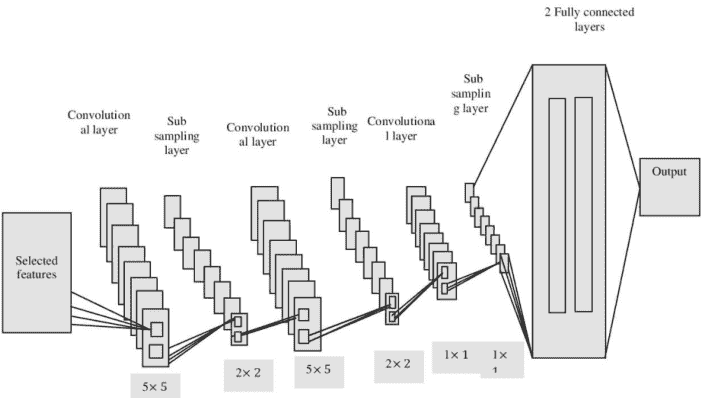 2 Fully connected
layers
Sub
samplin
g layer
Convolution
al layer
Sub
sampling
layer
Convolution
al layer
Sub
sampling
layer
Convolutiona
l layer
Output
Selected
features
5× 5
2× 2
5× 5
2× 2
1× 1
1×
1